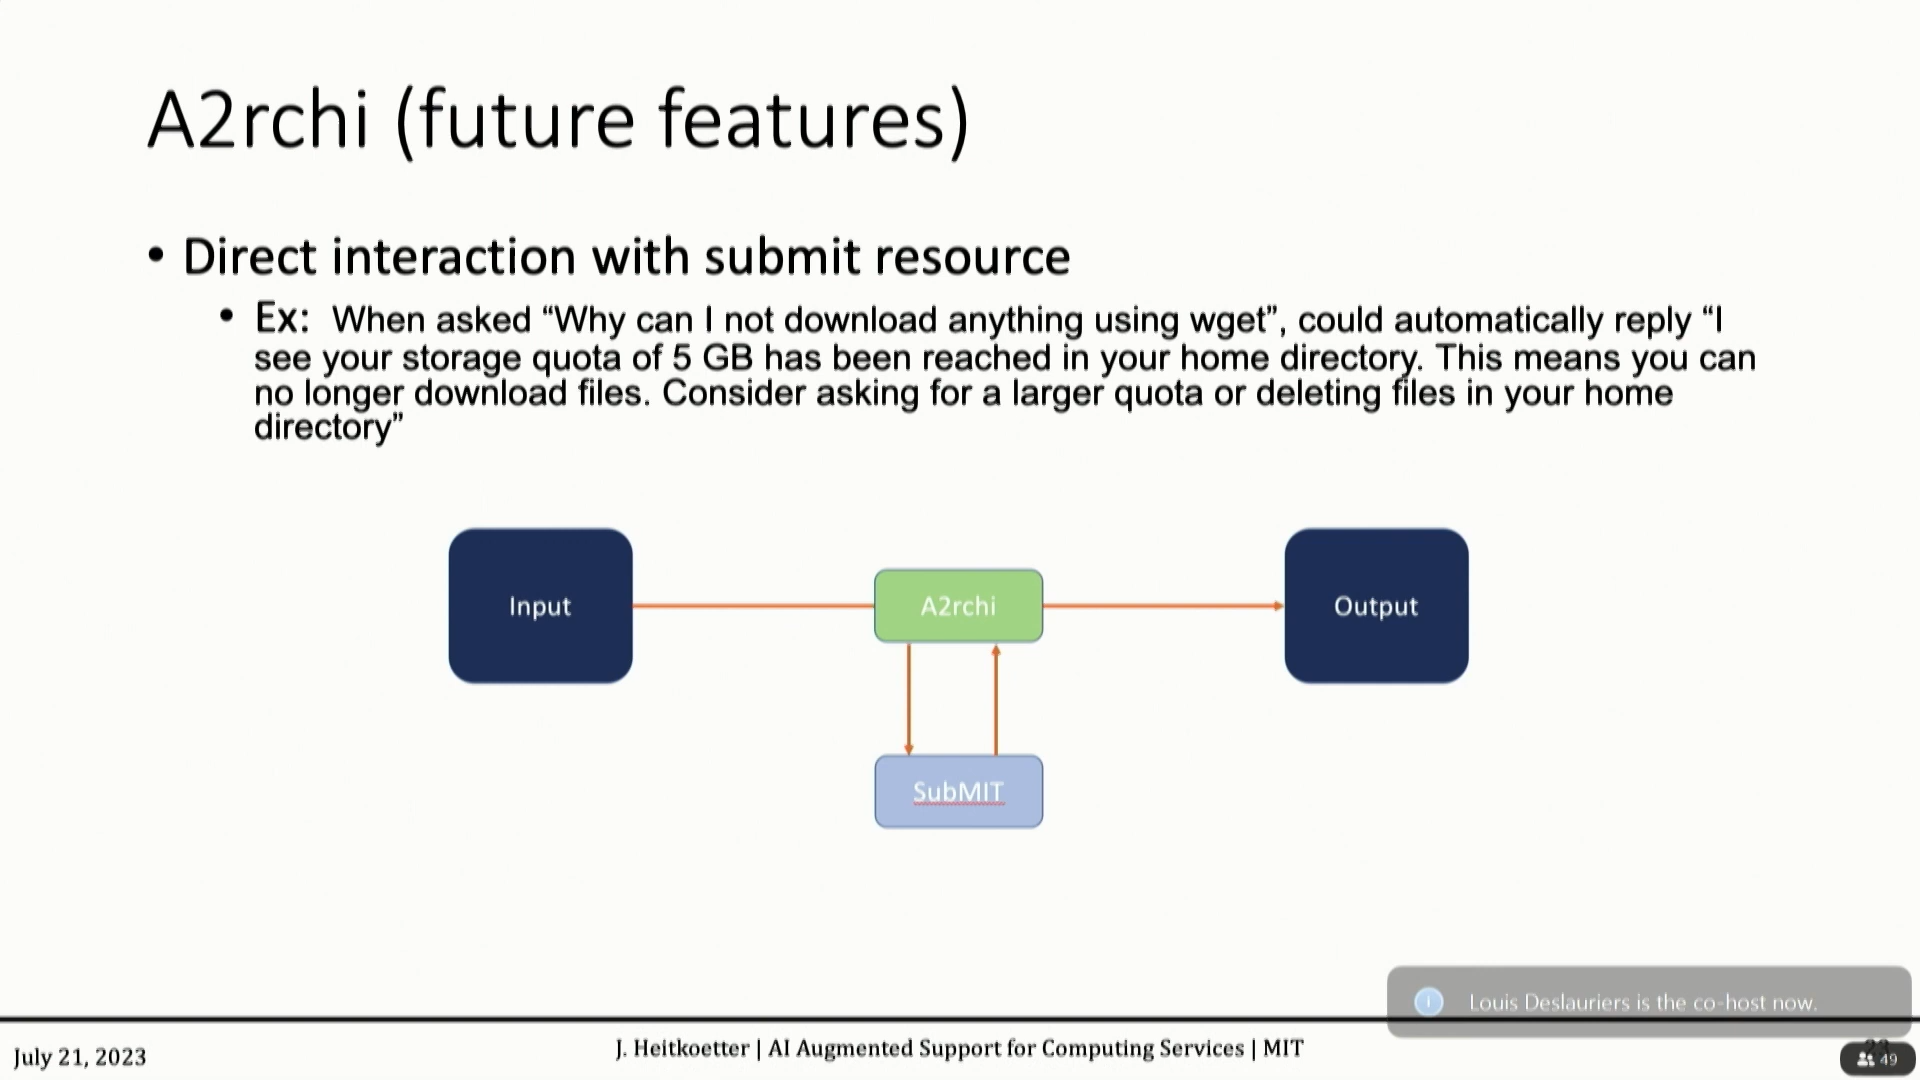 A2rchi (future features)
• Direct interaction with submit resource
• Ex: When asked “Why can I not download anything using wget”, could automatically reply “I
see your storage quota of 5 GB has been reached in your home directory. This means you can
no longer download files. Consider asking for a larger quota or deleting files in your home
directory”
Input
A2rchi
Output
SubMIT
Louis Deslauriers is the co-host now.
July 21, 2023
J. Heitkoetter | AI Augmented Support for Computing Services | MIT
49